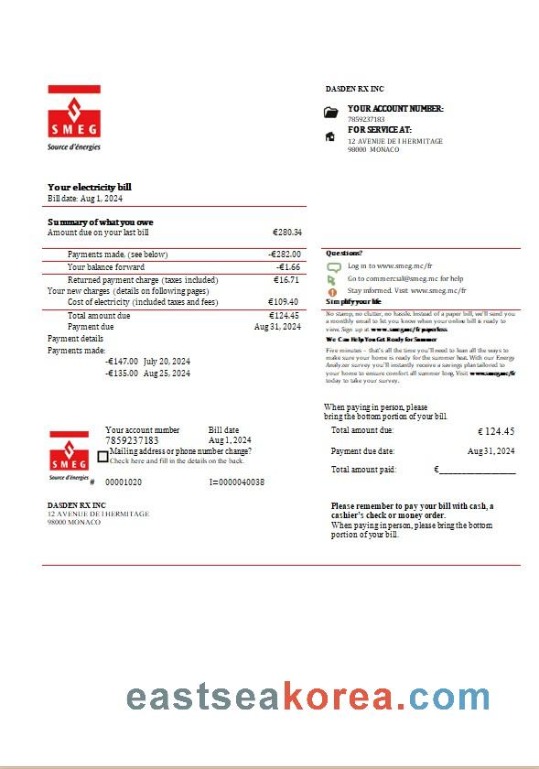 SMEG
Source d'énergies
DASDEN RX INC
YOUR ACCOUNT NUMBER:
7859237183
FOR SERVICE AT:
12 AVENUE DE l HERMITAGE
98000 MONACO
Your electricity bill
Bill date: Aug 1, 2024
Summary of what you owe
Amount due on your last bill €280.34
Payments made, (see below) -€282.00
Your balance forward -€1.66
Returned payment charge (taxes included) €16.71
Your new charges (details on following pages)
Cost of electricity (included taxes and fees) €109.40
Total amount due €124.45
Payment due Aug 31, 2024
Payment details
Payments made:
-€147.00 July 20, 2024
-€135.00 Aug 25, 2024
Questions?
Log in to www.smeg.mc/fr
Go to commercial@smeg.mc for help
Stay informed. Visit www.smeg.mc/fr
Simplify your life
No stamp, no clutter, no hassle. Instead of a paper bill, we'll send you
a monthly email to let you know when your online bill is ready to
view. Sign up at www.smeg.mc/fr paperless.
We Can Help You Get Ready for Summer
Five minutes - that's all the time you'll need to lean all the ways to
make sure your home is ready for the summer heat. With our Energy
Analyzer survey you'll instantly receive a savings plan tailored to
your home to ensure comfort all summer long. Visit www.smeg.mc/fr
today to take your survey.
When paying in person, please
bring the bottom portion of your bill.
SMEG
Source d'énergies
Your account number Bill date
7859237183 Aug 1, 2024
Mailing address or phone number change?
Check here and fill in the details on the back.
# 00001020 I=0000040038
Total amount due: € 124.45
Payment due date: Aug 31, 2024
Total amount paid: €_________________
DASDEN RX INC
12 AVENUE DE l HERMITAGE
98000 MONACO
Please remember to pay your bill with cash, a
cashier's check or money order.
When paying in person, please bring the bottom
portion of your bill.
eastseakorea.com